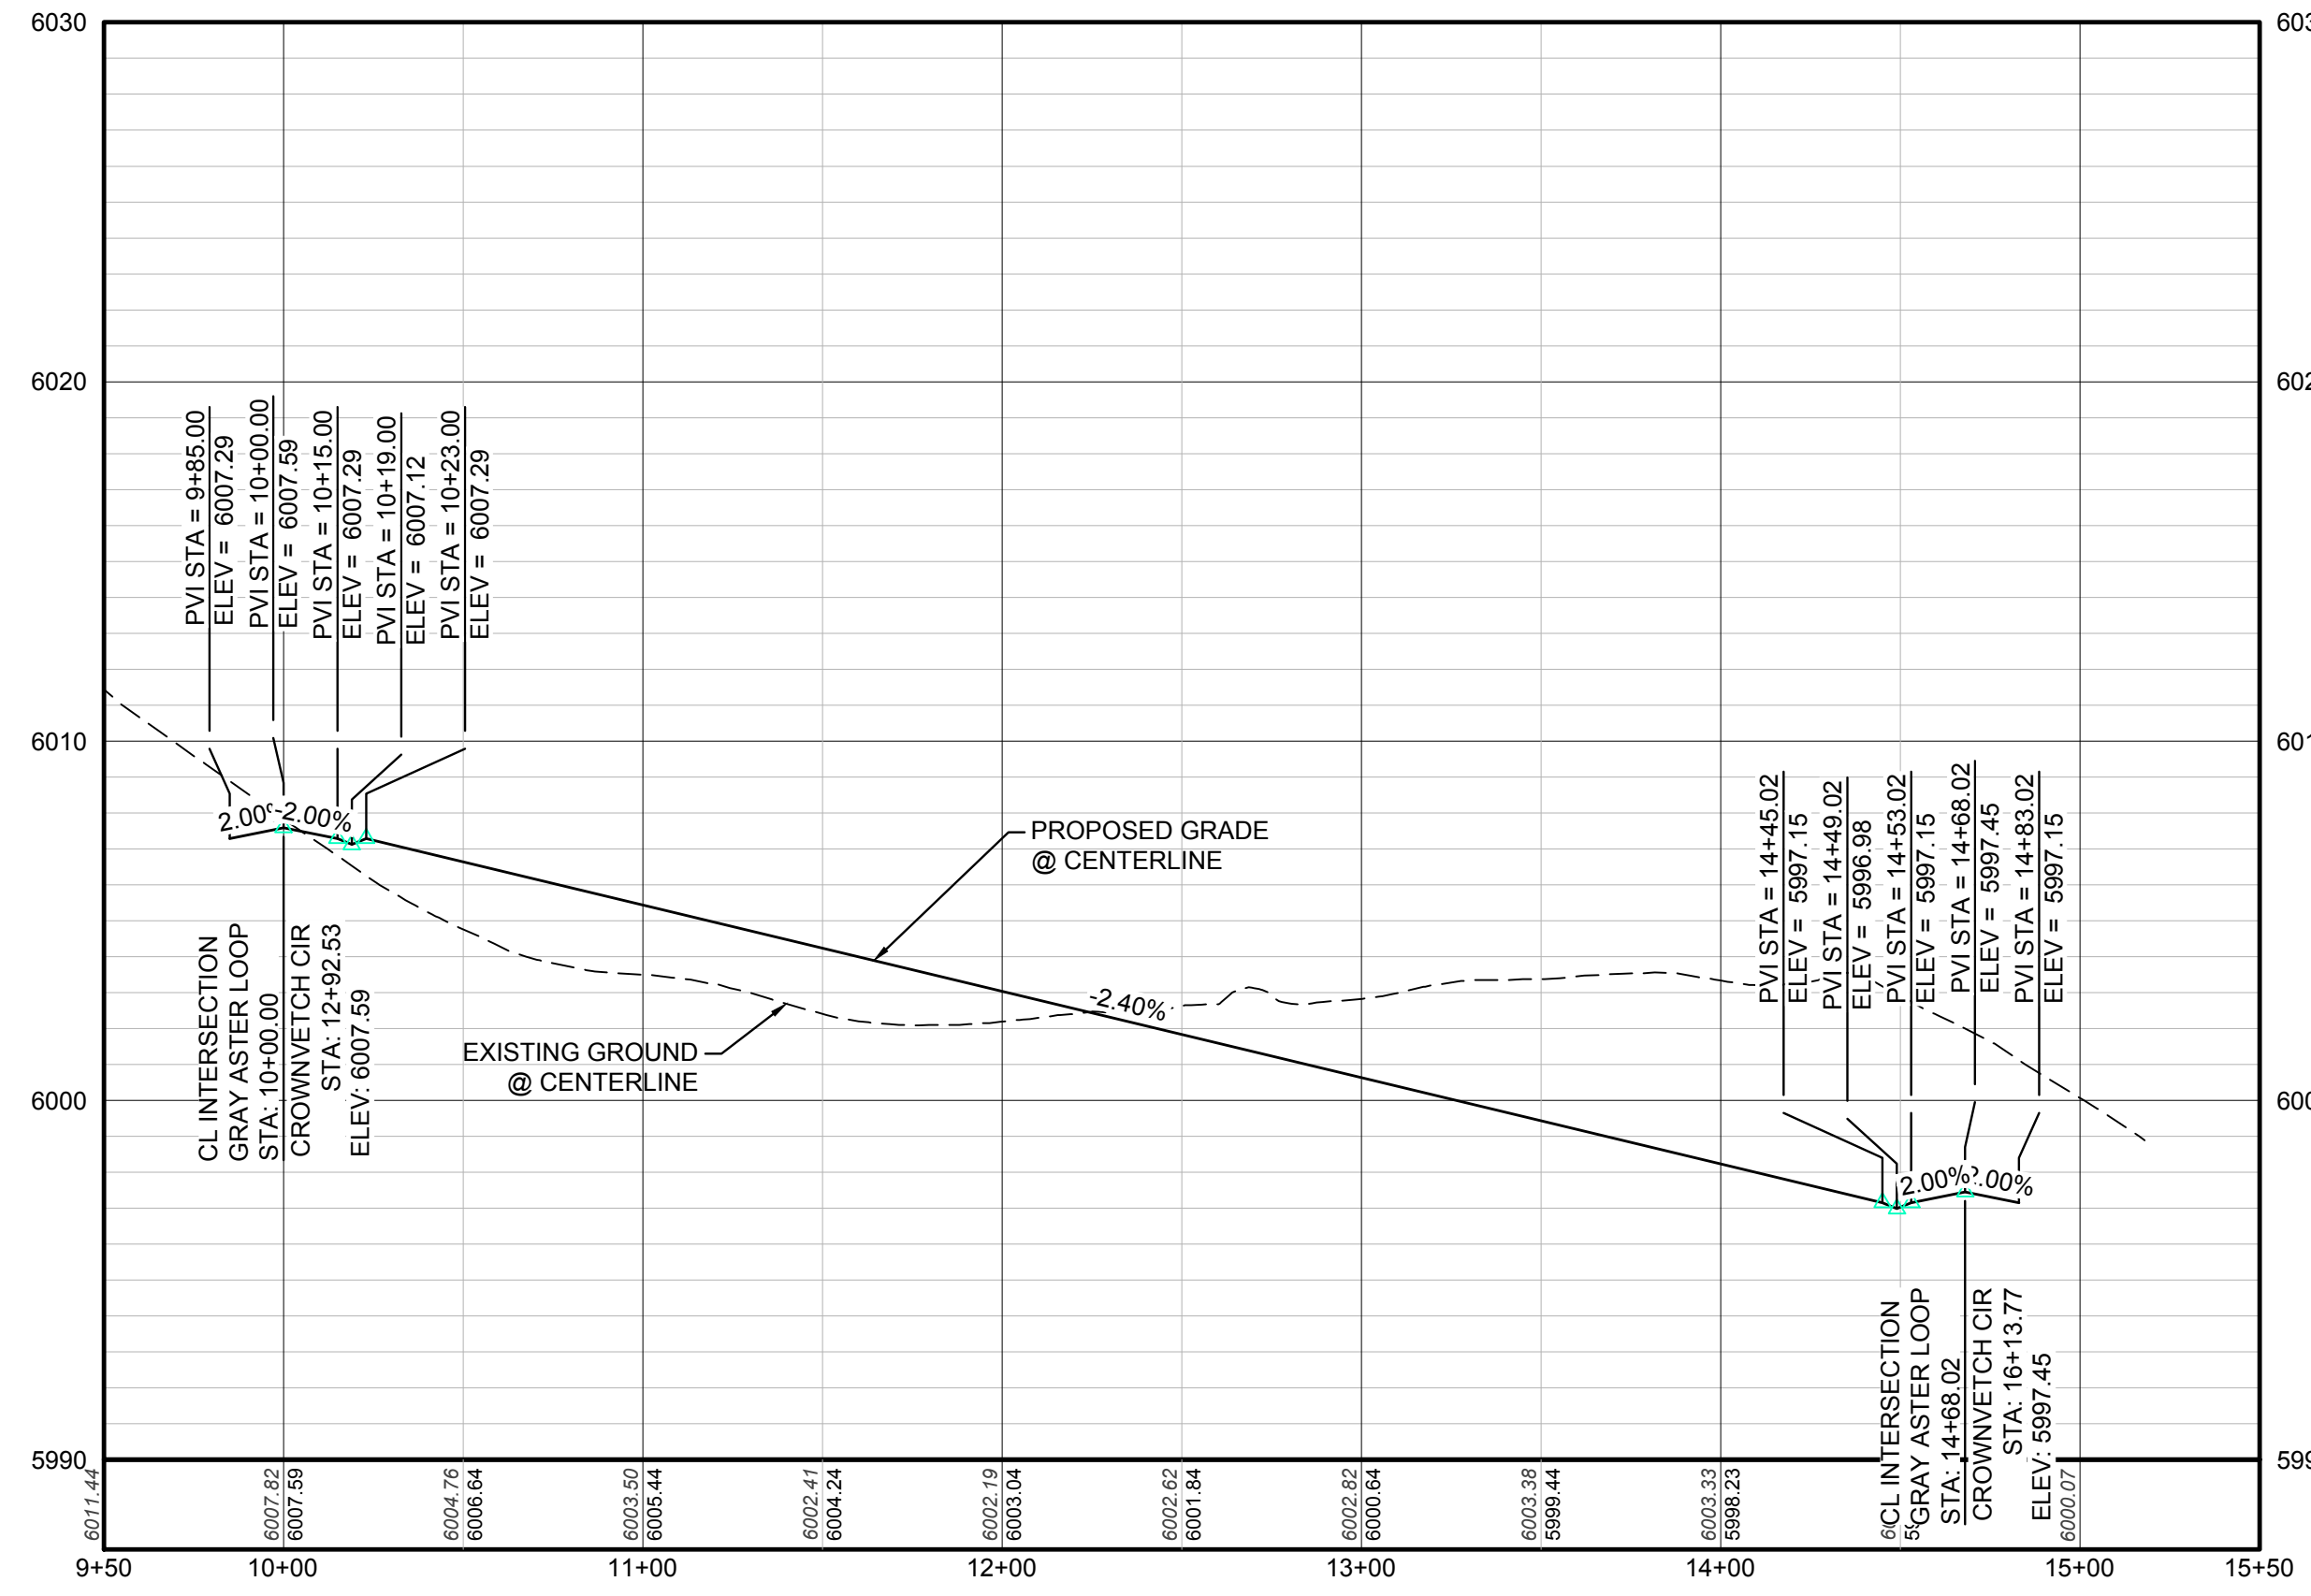 6030
603
6020
602
6010
601
6000
600
5990
599
PVI STA = 9+85.00
ELEV = 6007.29
PVI STA = 10+00.00
ELEV = 6007.59
PVI STA = 10+15.00
ELEV = 6007.29
PVI STA = 10+19.00
ELEV = 6007.12
PVI STA = 10+23.00
ELEV = 6007.29
2.00%
-2.00%
PROPOSED GRADE
@ CENTERLINE
-2.40%
EXISTING GROUND
@ CENTERLINE
CL INTERSECTION
GRAY ASTER LOOP
STA: 10+00.00
CROWNVETCH CIR
STA: 12+92.53
ELEV: 6007.59
PVI STA = 14+45.02
ELEV = 5997.15
PVI STA = 14+49.02
ELEV = 5996.98
PVI STA = 14+53.02
ELEV = 5997.15
PVI STA = 14+68.02
ELEV = 5997.45
PVI STA = 14+83.02
ELEV = 5997.15
2.00%
.00%
CL INTERSECTION
GRAY ASTER LOOP
STA: 14+68.02
CROWNVETCH CIR
STA: 16+13.77
ELEV: 5997.45
6011.44
6007.82
6007.59
6004.76
6006.64
6003.50
6005.44
6002.41
6004.24
6002.19
6003.04
6002.62
6001.84
6002.82
6000.64
6003.38
5999.44
6003.33
5998.23
6000.07
9+50
10+00
11+00
12+00
13+00
14+00
15+00
15+50